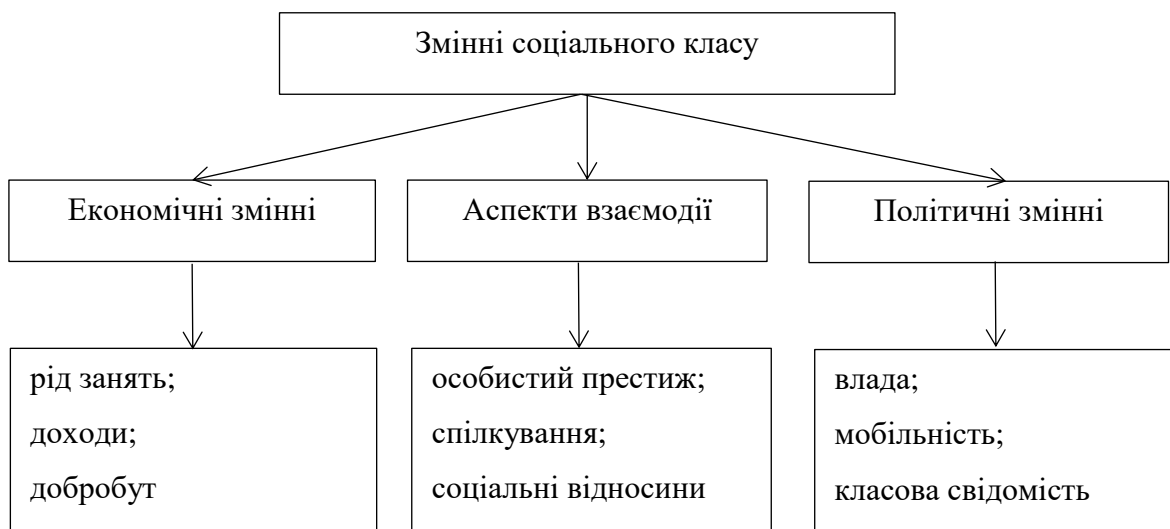 Змінні соціального класу
Економічні змінні
Аспекти взаємодії
Політичні змінні
рід занять;
доходи;
добробут
особистий престиж;
спілкування;
соціальні відносини
влада;
мобільність;
класова свідомість